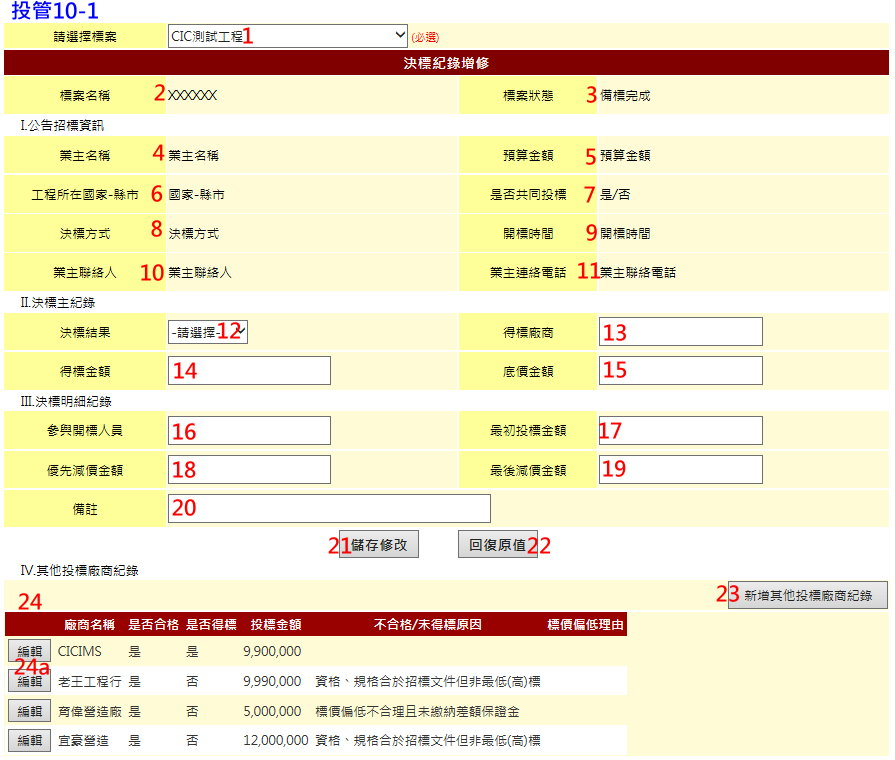 投管10-1
請選擇標案 CIC測試工程1 (必選)
決標紀錄增修
標案名稱 2 XXXXXX 標案狀態 3 備標完成
I.公告招標資訊
業主名稱 4 業主名稱 預算金額 5 預算金額
工程所在國家-縣市 6 國家-縣市 是否共同投標 7 是/否
決標方式 8 決標方式 開標時間 9 開標時間
業主聯絡人 10 業主聯絡人 業主連絡電話 11 業主聯絡電話
II.決標主紀錄
決標結果 -請選擇- 12 得標廠商 13
得標金額 14 底價金額 15
III.決標明細紀錄
參與開標人員 16 最初投標金額 17
優先減價金額 18 最後減價金額 19
備註 20
21 儲存修改 回復原值 22
IV.其他投標廠商紀錄
23 新增其他投標廠商紀錄
24
廠商名稱 是否合格 是否得標 投標金額 不合格/未得標原因 標價偏低理由
編輯 CICIMS 是 是 9,900,000
24a
編輯 老王工程行 是 否 9,990,000 資格、規格合於招標文件但非最低(高)標
編輯 育偉營造廠 是 否 5,000,000 標價偏低不合理且未繳納差額保證金
編輯 宜豪營造 是 否 12,000,000 資格、規格合於招標文件但非最低(高)標